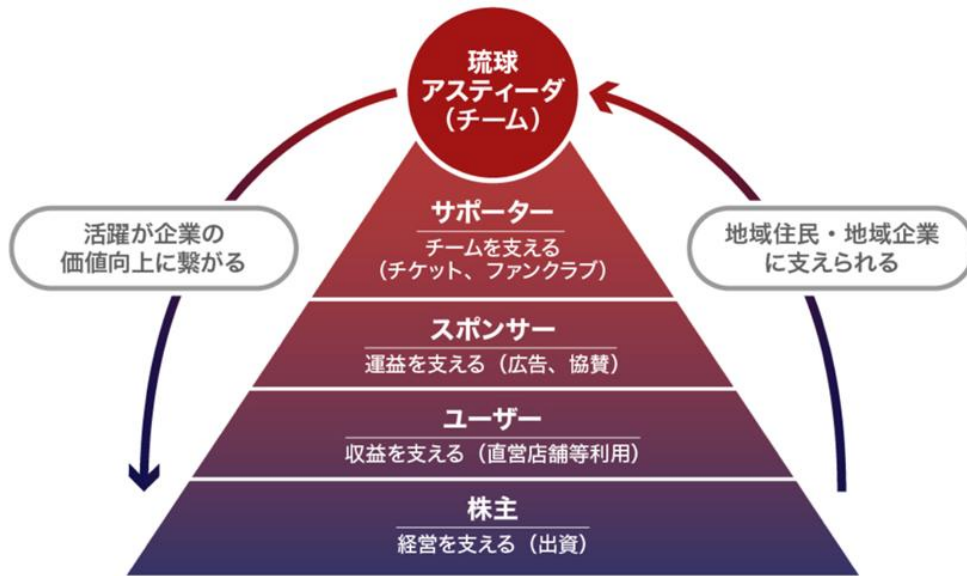 琉球
アスティーダ
（チーム）
サポーター
チームを支える
（チケット、ファンクラブ）
スポンサー
運益を支える（広告、協賛）
ユーザー
収益を支える（直営店舗等利用）
株主
経営を支える（出資）
活躍が企業の
価値向上に繋がる
地域住民・地域企業
に支えられる